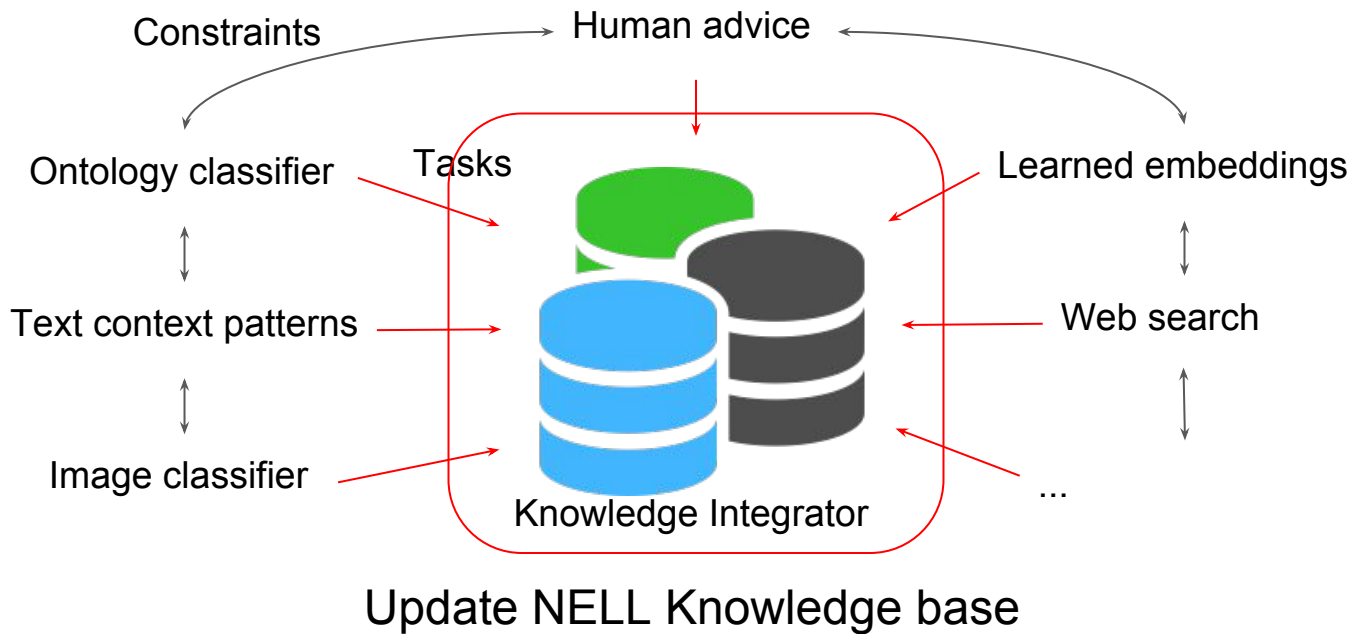 Constraints
Human advice
Ontology classifier
Tasks
Learned embeddings
Text context patterns
Web search
Image classifier
...
Knowledge Integrator
Update NELL Knowledge base